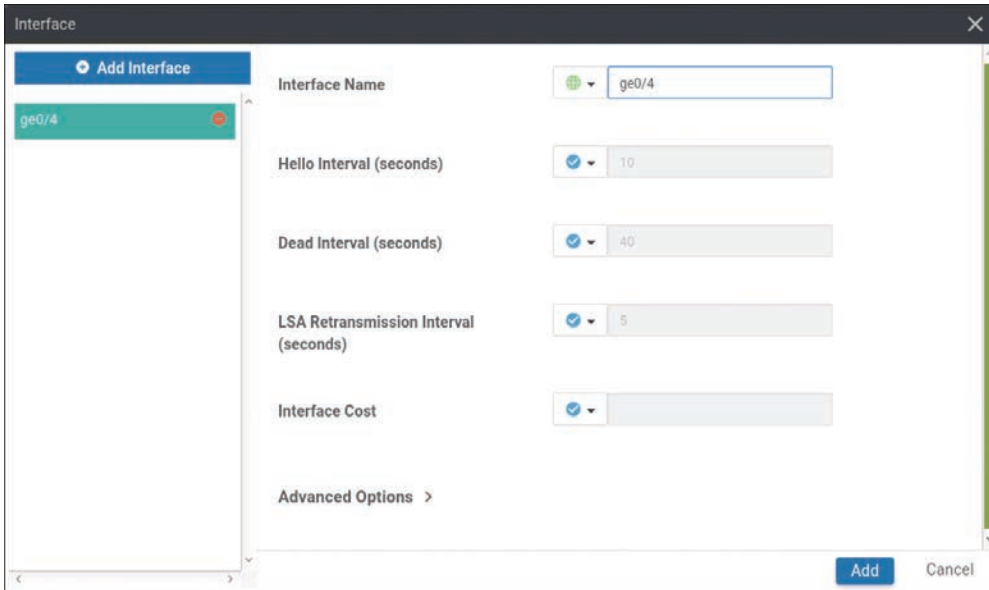 Interface
Add Interface
ge0/4
Interface Name
ge0/4
Hello Interval (seconds)
10
Dead Interval (seconds)
40
LSA Retransmission Interval
(seconds)
5
Interface Cost
Advanced Options
Add
Cancel